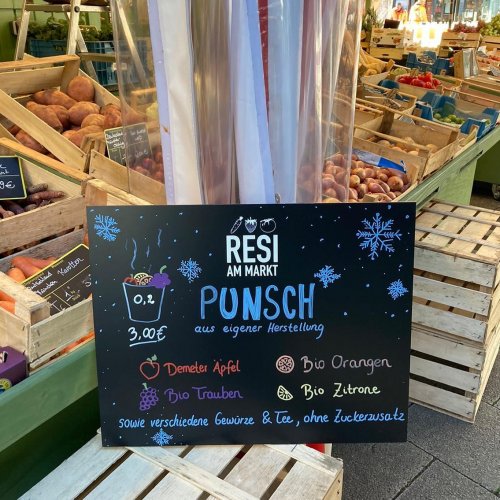 RESI
AM MARKT
PUNSCH
aus eigener Herstellung
0,2
3,00€
Demeter Äpfel
Bio Orangen
Bio Trauben
Bio Zitrone
sowie verschiedene Gewürze & Tee, ohne Zuckerzusatz
Karotten